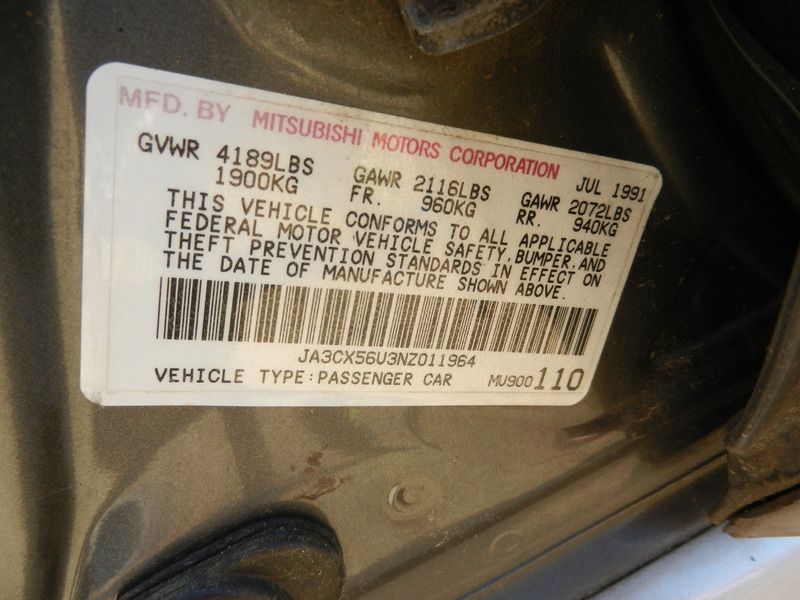 MFD. BY MITSUBISHI MOTORS CORPORATION JUL 1991
GVWR 4189LBS GAWR 2116LBS GAWR 2072LBS
1900KG FR. 960KG RR. 940KG
THIS VEHICLE CONFORMS TO ALL APPLICABLE
FEDERAL MOTOR VEHICLE SAFETY, BUMPER, AND
THEFT PREVENTION STANDARDS IN EFFECT ON
THE DATE OF MANUFACTURE SHOWN ABOVE.
JA3CX56U3NZ011964
VEHICLE TYPE: PASSENGER CAR MU900110